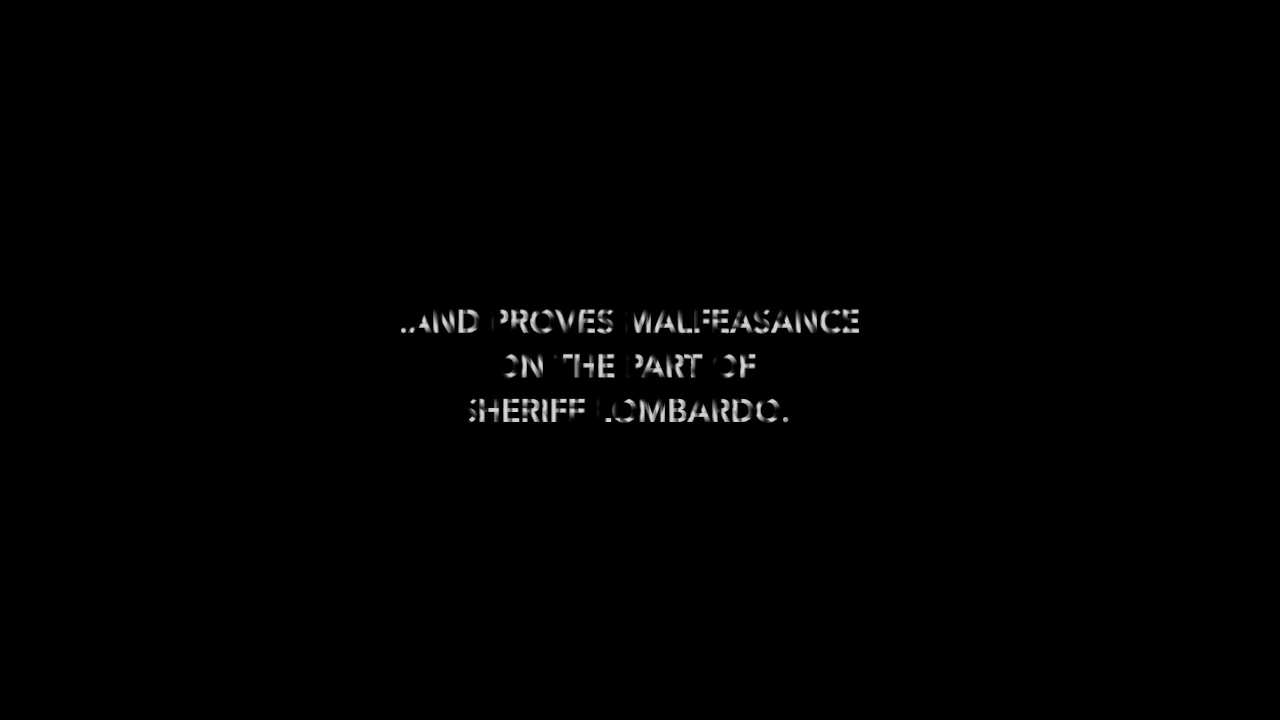 ..AND PROVES MALFEASANCE
ON THE PART OF
SHERIFF LOMBARDO.